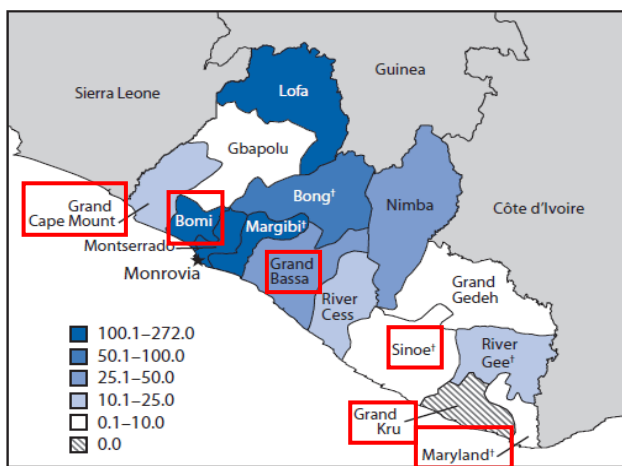 Guinea
Sierra Leone
Lofa
Gbapolu
Grand
Cape Mount
Bomi
Bong†
Nimba
Côte d'Ivoire
Margibi†
Montserrado
Monrovia
Grand
Bassa
River
Cess
Grand
Gedeh
Sinoe†
River
Gee†
Grand
Kru
Maryland†
100.1–272.0
50.1–100.0
25.1–50.0
10.1–25.0
0.1–10.0
0.0